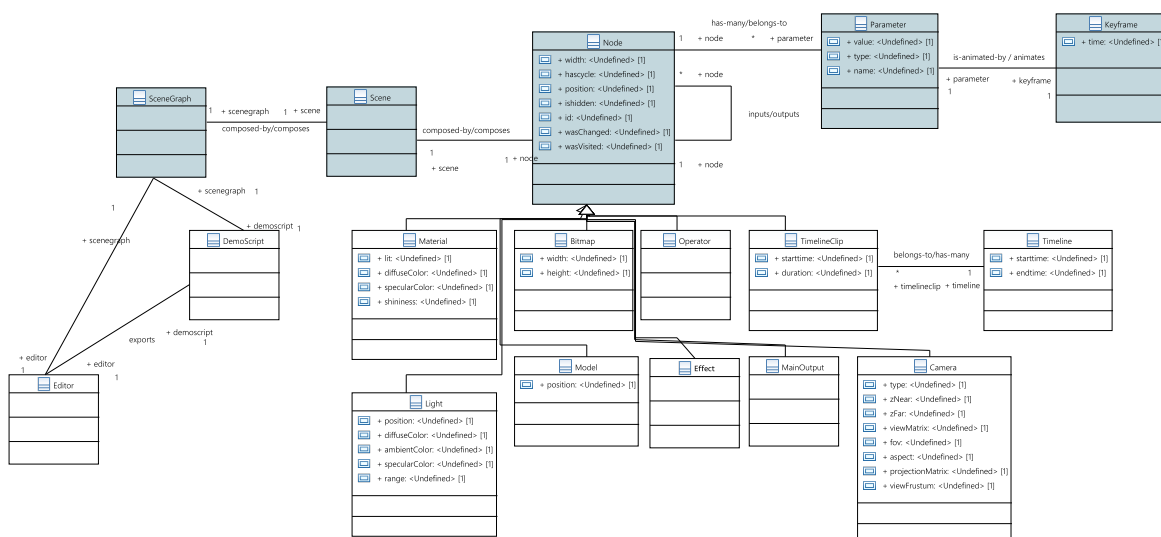 has-many/belongs-to
1 + node * + parameter
Parameter
+ value: <Undefined> [1]
+ type: <Undefined> [1]
+ name: <Undefined> [1]
is-animated-by / animates
+ parameter
1
+ keyframe
1
Keyframe
+ time: <Undefined> [1]
Node
+ width: <Undefined> [1]
+ hascycle: <Undefined> [1]
+ position: <Undefined> [1]
+ ishidden: <Undefined> [1]
+ id: <Undefined> [1]
+ wasChanged: <Undefined> [1]
+ wasVisited: <Undefined> [1]
* + node
inputs/outputs
1 + node
SceneGraph
1 + scenegraph 1 + scene
composed-by/composes
Scene
composed-by/composes
1
+ scene
1 + node
+ scenegraph 1
1
+ scenegraph
+ demoscript 1
DemoScript
exports
+ demoscript
1
+ editor
1
+ editor
1
Editor
Material
+ lit: <Undefined> [1]
+ diffuseColor: <Undefined> [1]
+ specularColor: <Undefined> [1]
+ shininess: <Undefined> [1]
Bitmap
+ width: <Undefined> [1]
+ height: <Undefined> [1]
Operator
TimelineClip
+ starttime: <Undefined> [1]
+ duration: <Undefined> [1]
belongs-to/has-many
* 1
+ timelineclip + timeline
Timeline
+ starttime: <Undefined> [1]
+ endtime: <Undefined> [1]
Light
+ position: <Undefined> [1]
+ diffuseColor: <Undefined> [1]
+ ambientColor: <Undefined> [1]
+ specularColor: <Undefined> [1]
+ range: <Undefined> [1]
Model
+ position: <Undefined> [1]
Effect
MainOutput
Camera
+ type: <Undefined> [1]
+ zNear: <Undefined> [1]
+ zFar: <Undefined> [1]
+ viewMatrix: <Undefined> [1]
+ fov: <Undefined> [1]
+ aspect: <Undefined> [1]
+ projectionMatrix: <Undefined> [1]
+ viewFrustum: <Undefined> [1]